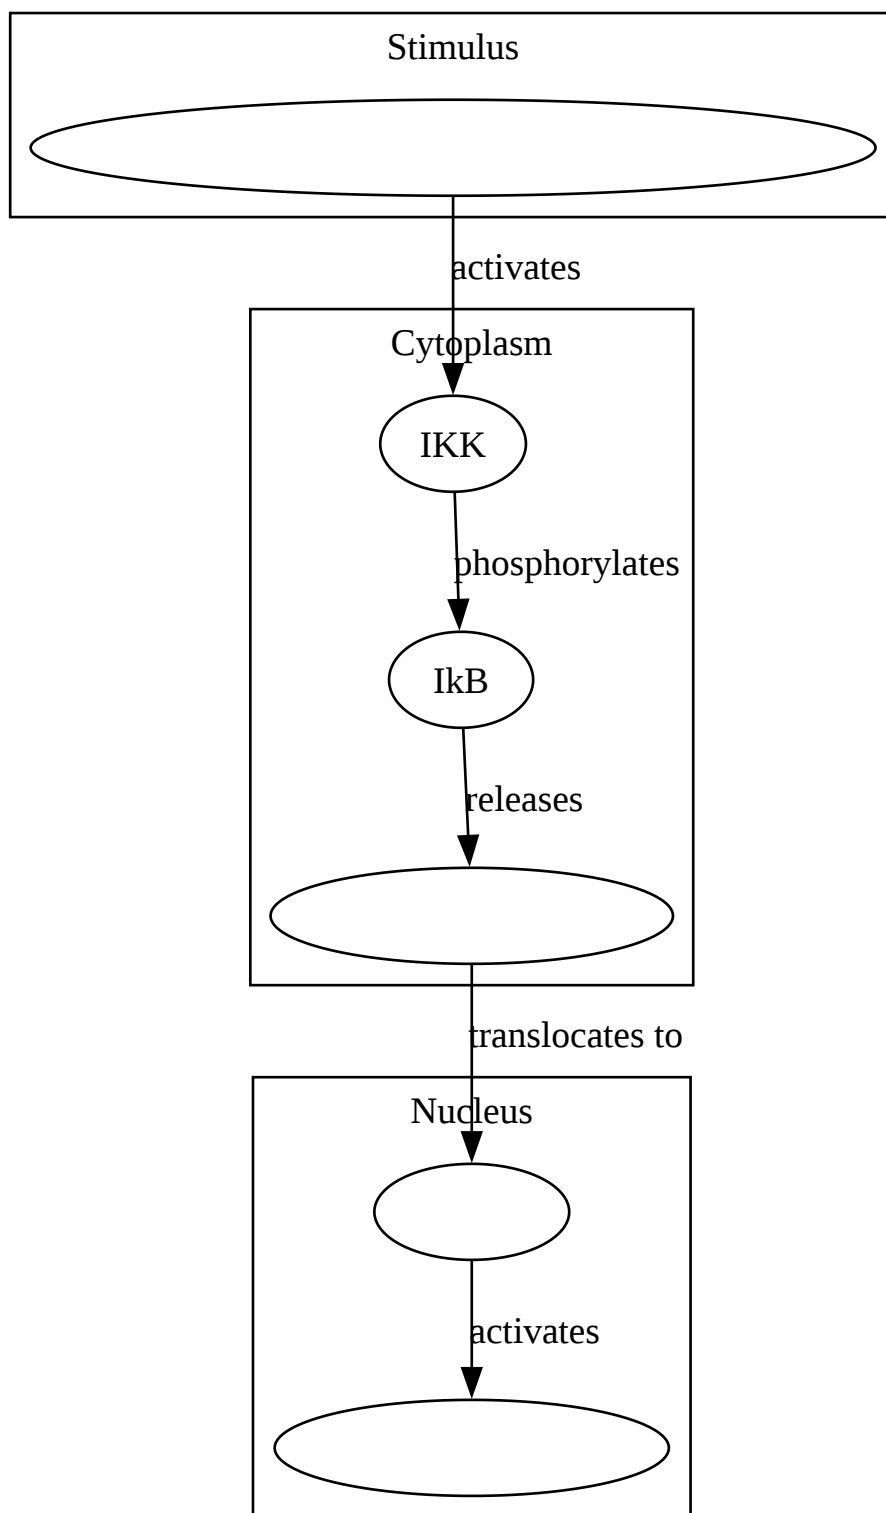 Stimulus
activates
Cytoplasm
IKK
phosphorylates
IkB
releases
translocates to
Nucleus
activates